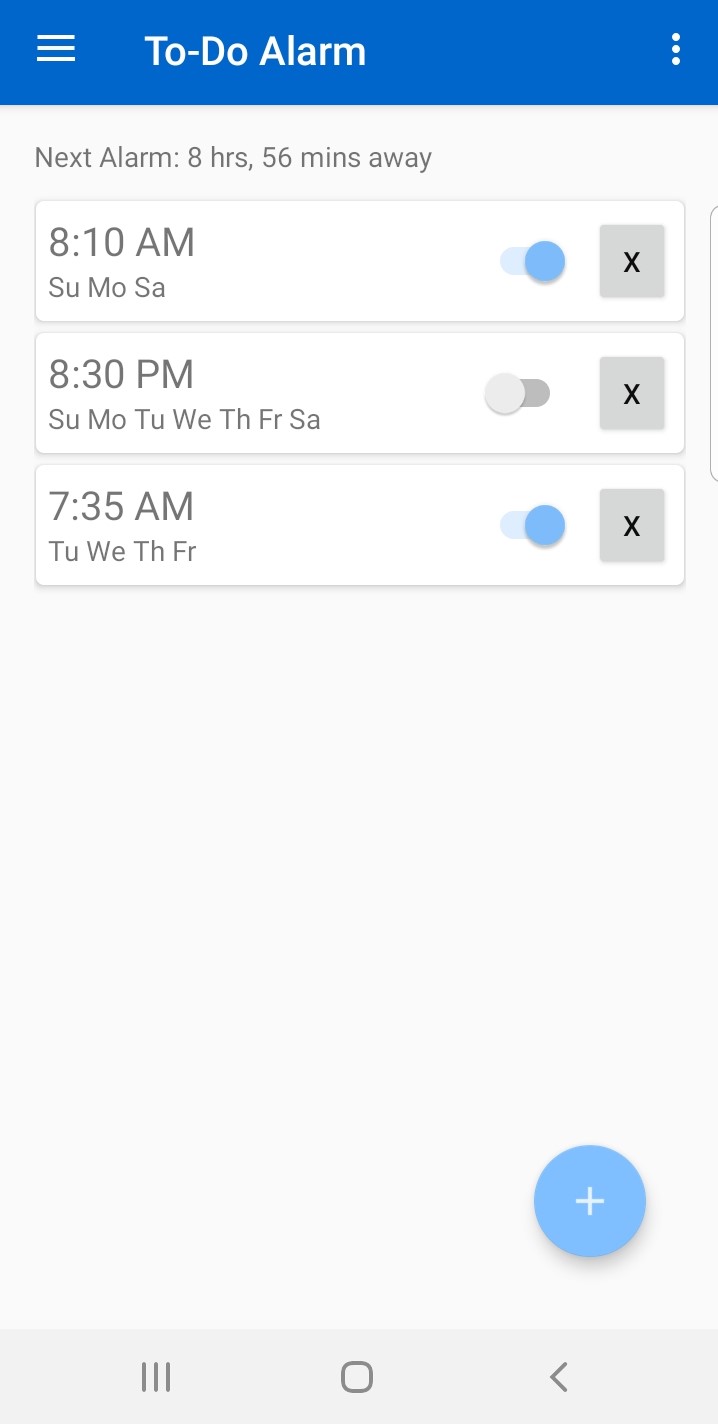 To-Do Alarm
Next Alarm: 8 hrs, 56 mins away
8:10 AM
Su Mo Sa
X
8:30 PM
Su Mo Tu We Th Fr Sa
X
7:35 AM
Tu We Th Fr
X
+